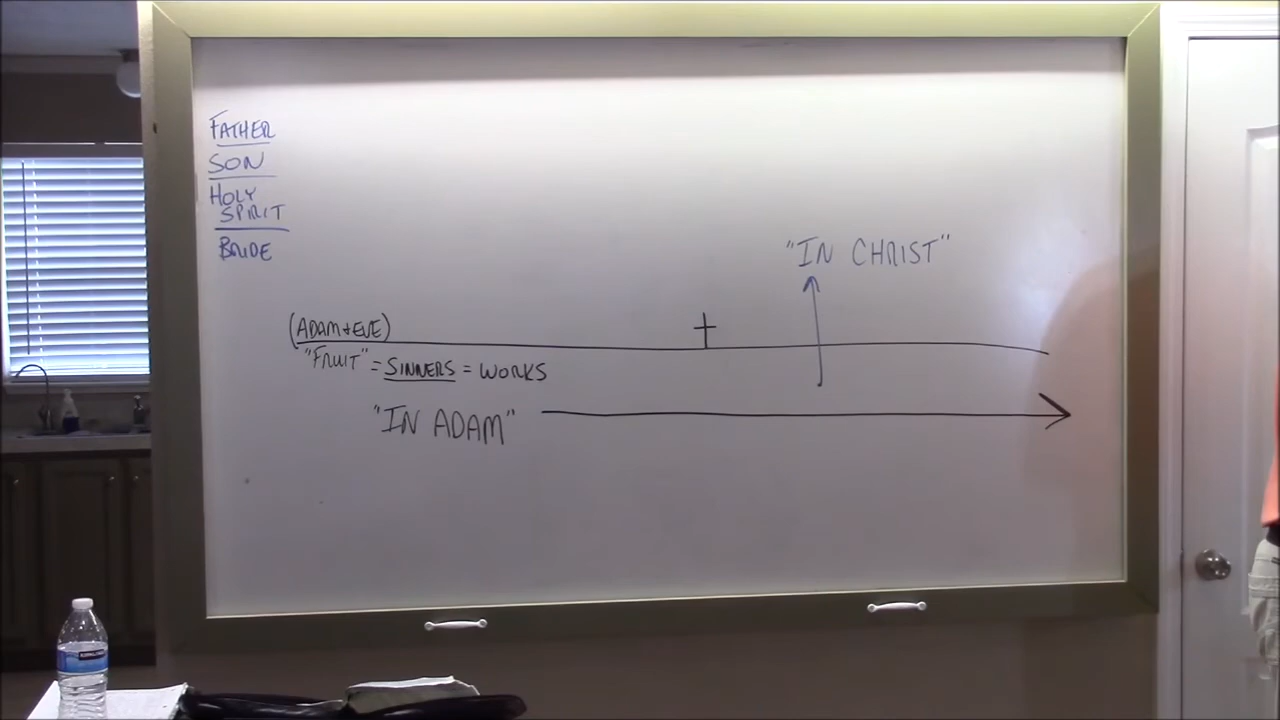 FATHER
SON
HOLY
SPIRIT
BRIDE
"IN CHRIST"
(ADAM+EVE)
"FRUIT" = SINNERS = WORKS
"IN ADAM"